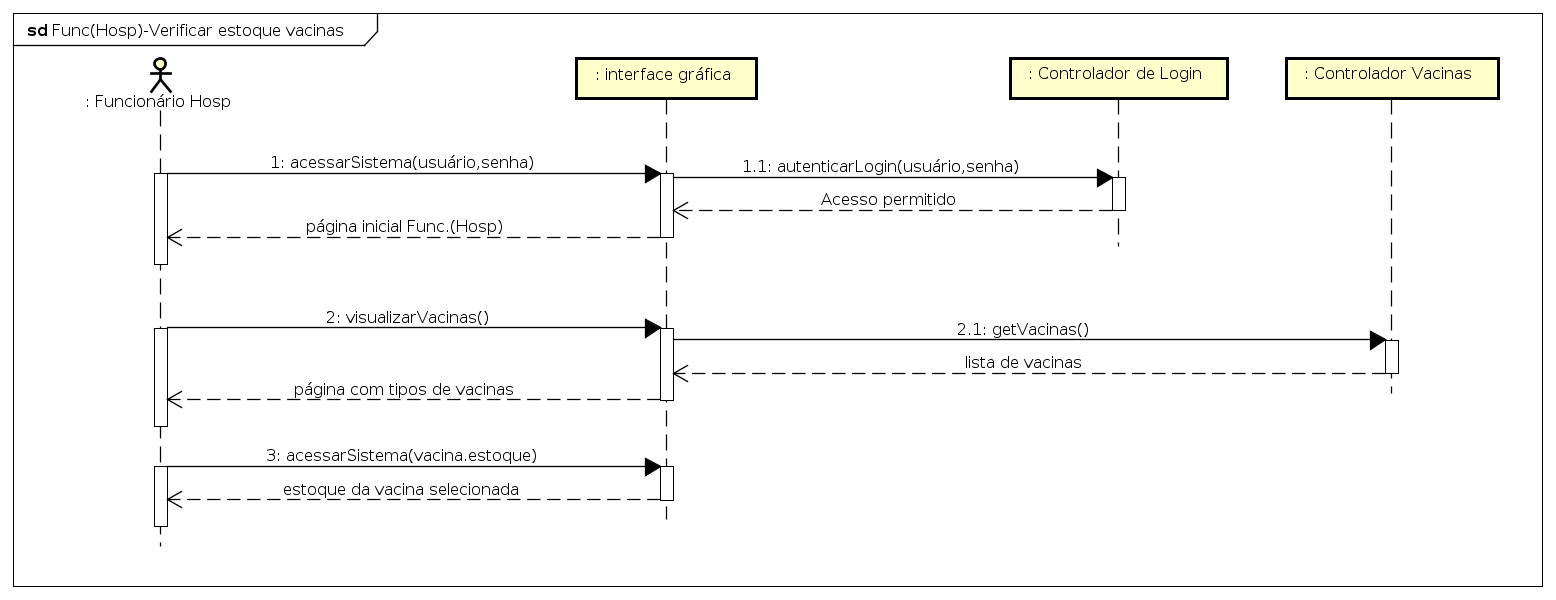 sd Func(Hosp)-Verificar estoque vacinas
: Funcionário Hosp
: interface gráfica
: Controlador de Login
: Controlador Vacinas
1: acessarSistema(usuário,senha)
1.1: autenticarLogin(usuário,senha)
Acesso permitido
página inicial Func.(Hosp)
2: visualizarVacinas()
2.1: getVacinas()
lista de vacinas
página com tipos de vacinas
3: acessarSistema(vacina.estoque)
estoque da vacina selecionada